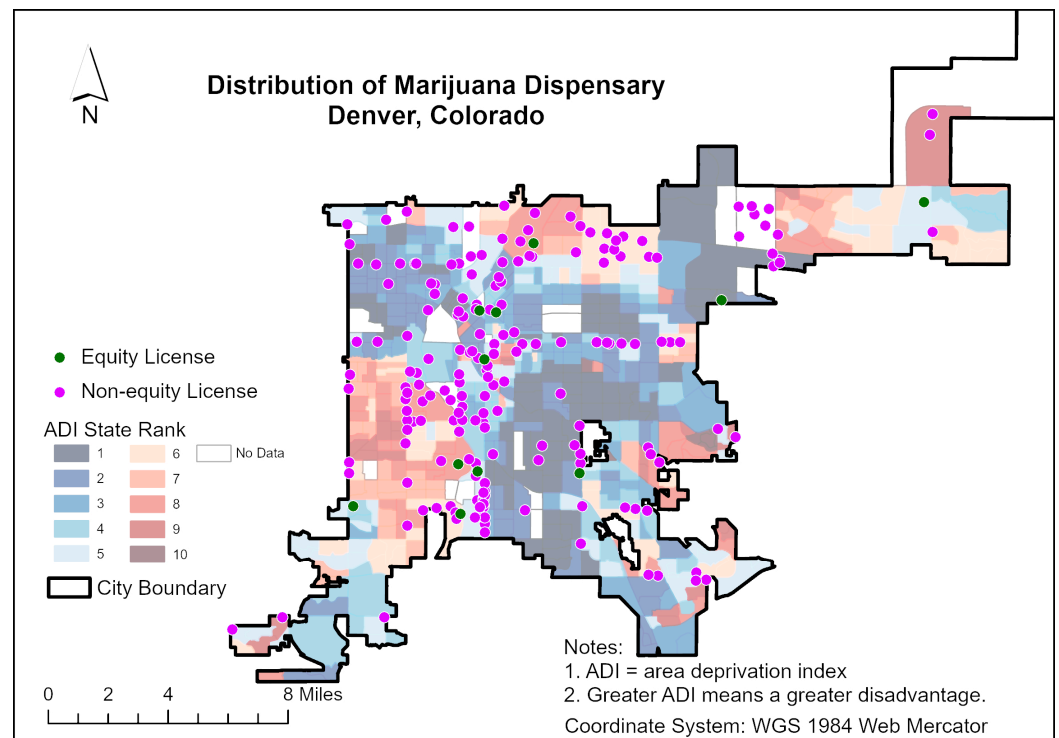 Distribution of Marijuana Dispensary
Denver, Colorado
N
Equity License
Non-equity License
ADI State Rank
1 6 No Data
2 7
3 8
4 9
5 10
City Boundary
0 2 4 8 Miles
Notes:
1. ADI = area deprivation index
2. Greater ADI means a greater disadvantage.
Coordinate System: WGS 1984 Web Mercator